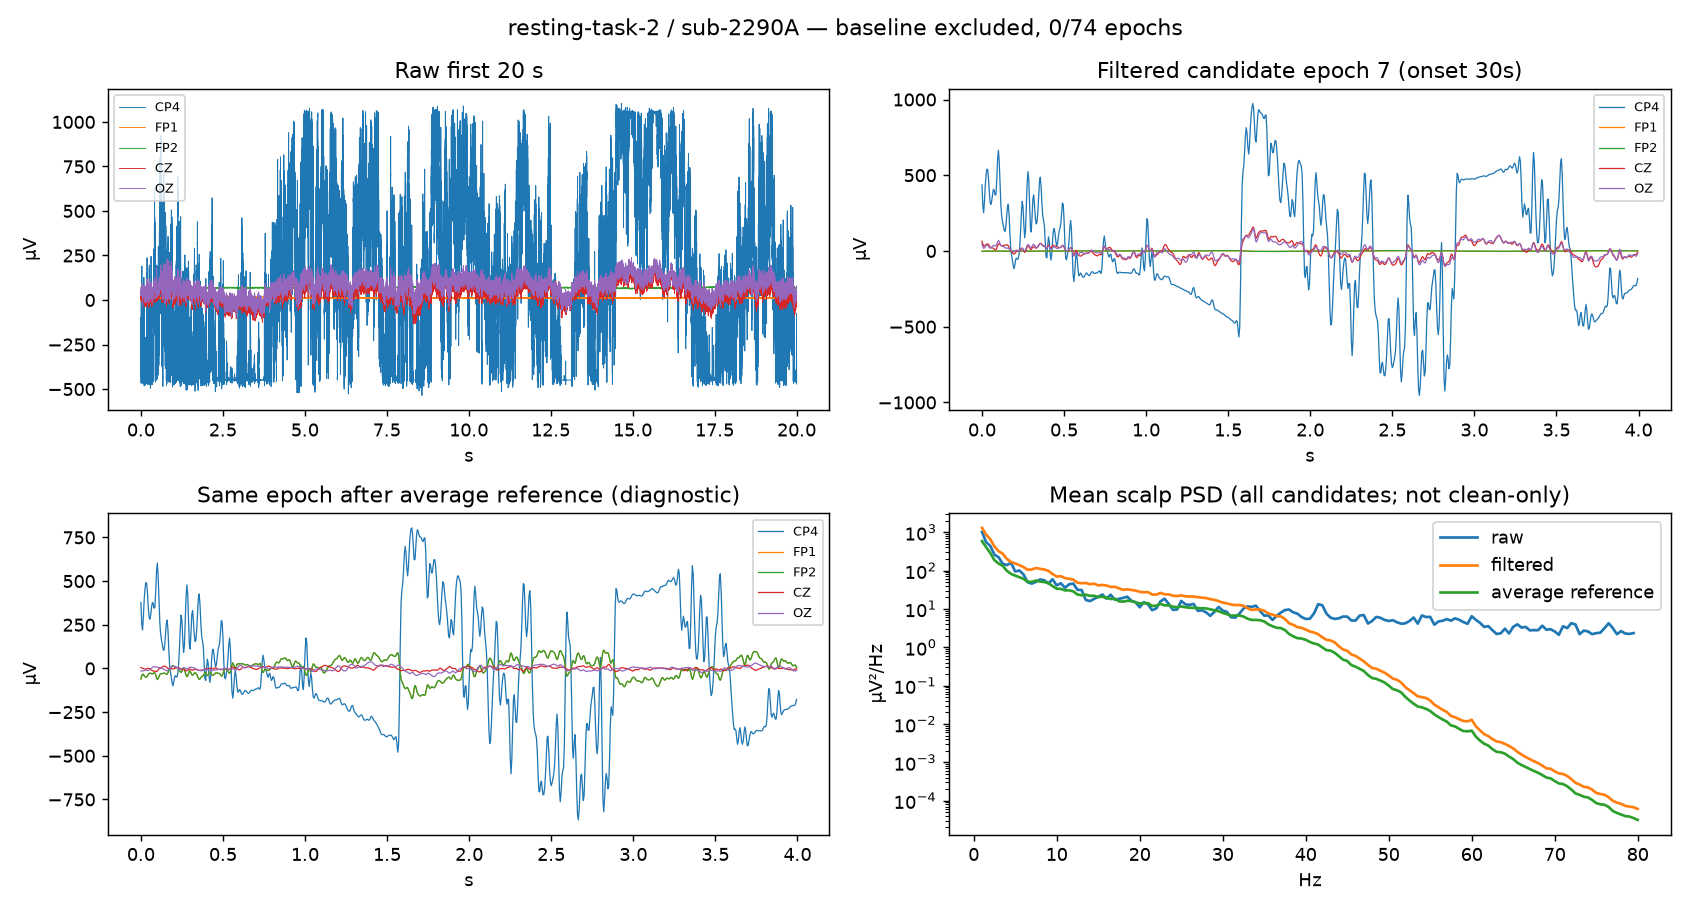 resting-task-2 / sub-2290A — baseline excluded, 0/74 epochs
Raw first 20 s
CP4
FP1
FP2
CZ
OZ
1000
750
500
250
0
−250
−500
µV
0.0 2.5 5.0 7.5 10.0 12.5 15.0 17.5 20.0
s
Filtered candidate epoch 7 (onset 30s)
CP4
FP1
FP2
CZ
OZ
1000
500
0
−500
−1000
µV
0.0 0.5 1.0 1.5 2.0 2.5 3.0 3.5 4.0
s
Same epoch after average reference (diagnostic)
CP4
FP1
FP2
CZ
OZ
750
500
250
0
−250
−500
−750
µV
0.0 0.5 1.0 1.5 2.0 2.5 3.0 3.5 4.0
s
Mean scalp PSD (all candidates; not clean-only)
raw
filtered
average reference
10³
10²
10¹
10⁰
10⁻¹
10⁻²
10⁻³
10⁻⁴
µV²/Hz
0 10 20 30 40 50 60 70 80
Hz